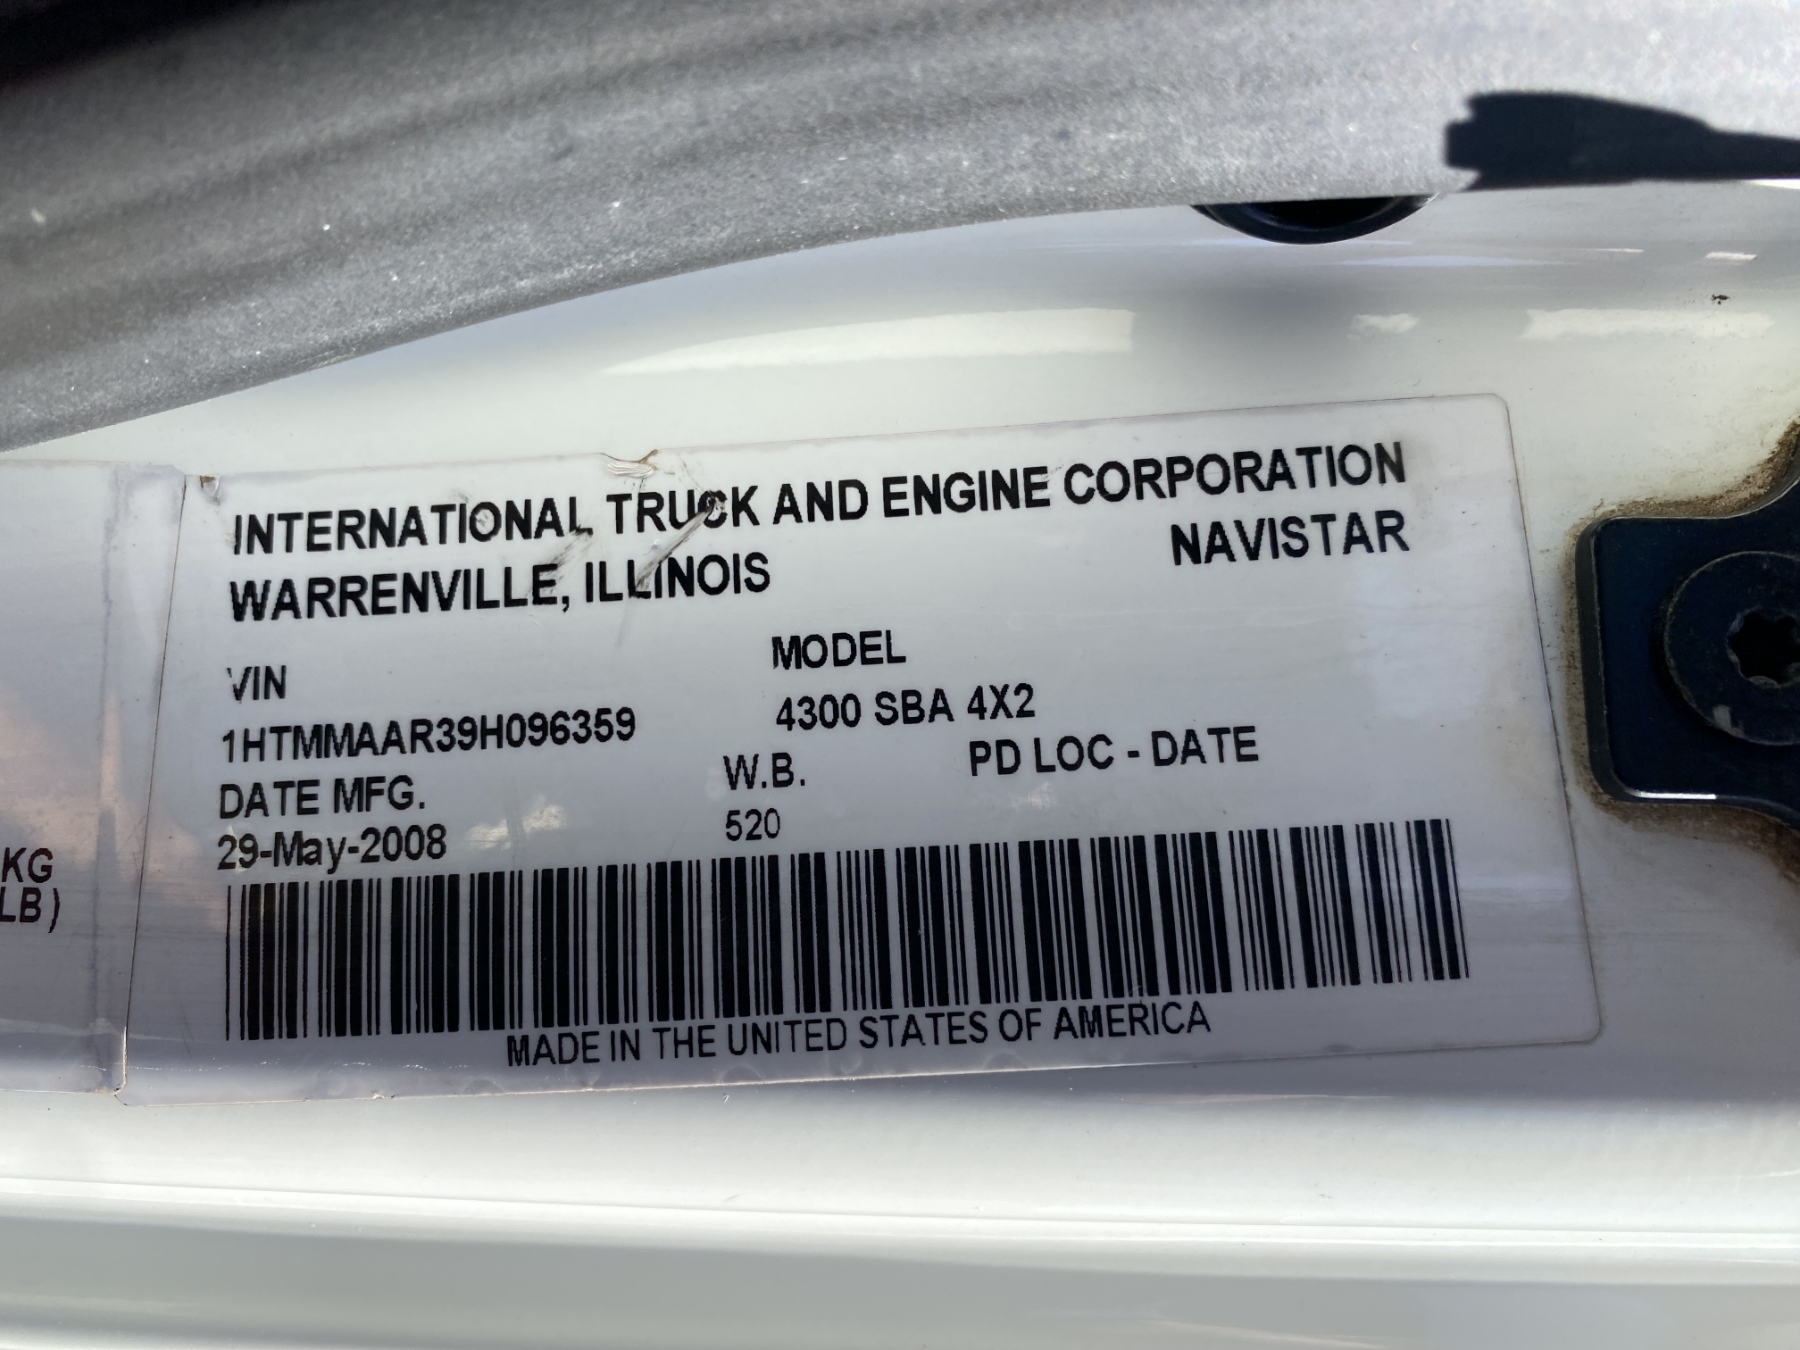 INTERNATIONAL TRUCK AND ENGINE CORPORATION
WARRENVILLE, ILLINOIS NAVISTAR
VIN MODEL
1HTMMAAR39H096359 4300 SBA 4X2
DATE MFG. W.B. PD LOC - DATE
29-May-2008 520
KG
LB)
MADE IN THE UNITED STATES OF AMERICA